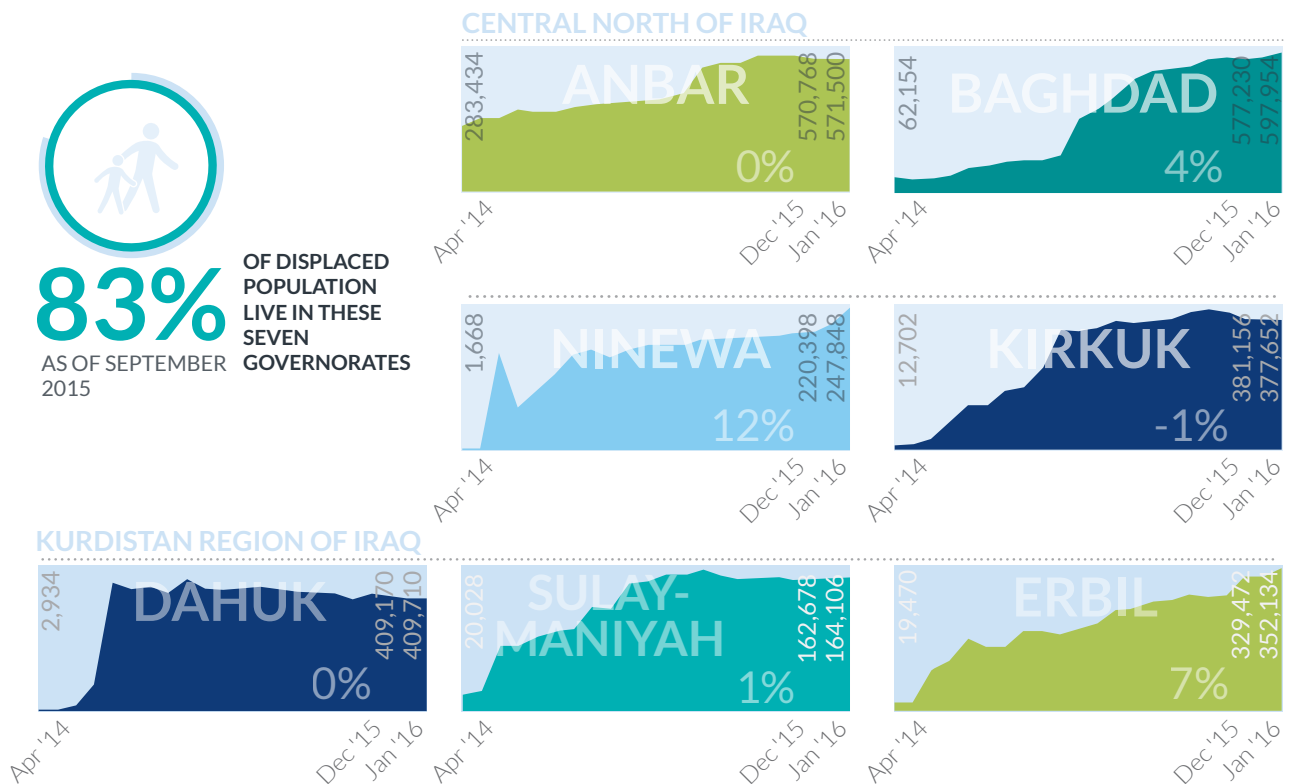 CENTRAL NORTH OF IRAQ
83%
AS OF SEPTEMBER
2015
OF DISPLACED
POPULATION
LIVE IN THESE
SEVEN
GOVERNORATES
ANBAR
283,434
570,768
571,500
0%
Apr '14
Dec '15
Jan '16
BAGHDAD
62,154
577,230
597,954
4%
Apr '14
Dec '15
Jan '16
NINEWA
1,668
220,398
247,848
12%
Apr '14
Dec '15
Jan '16
KIRKUK
12,702
381,156
377,652
-1%
Apr '14
Dec '15
Jan '16
KURDISTAN REGION OF IRAQ
DAHUK
2,934
409,170
409,710
0%
Apr '14
Dec '15
Jan '16
SULAY-
MANIYAH
20,028
162,678
164,106
1%
Apr '14
Dec '15
Jan '16
ERBIL
19,470
329,472
352,134
7%
Apr '14
Dec '15
Jan '16